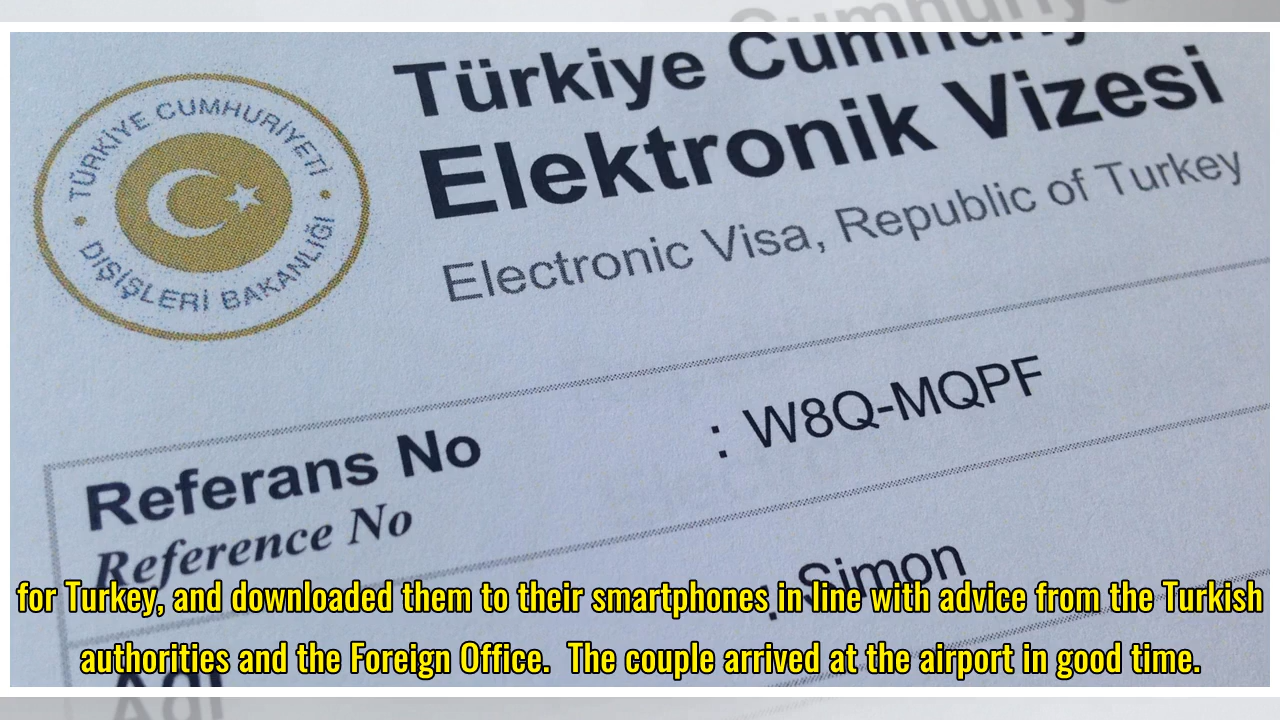 TÜRKİYE CUMHURİYETİ
DIŞİŞLERİ BAKANLIĞI
Türkiye
Elektronik Vizesi
Electronic Visa, Republic of Turkey
Referans No : W8Q-MQPF
Reference No
: Simon
Adı
for Turkey, and downloaded them to their smartphones in line with advice from the Turkish
authorities and the Foreign Office. The couple arrived at the airport in good time.